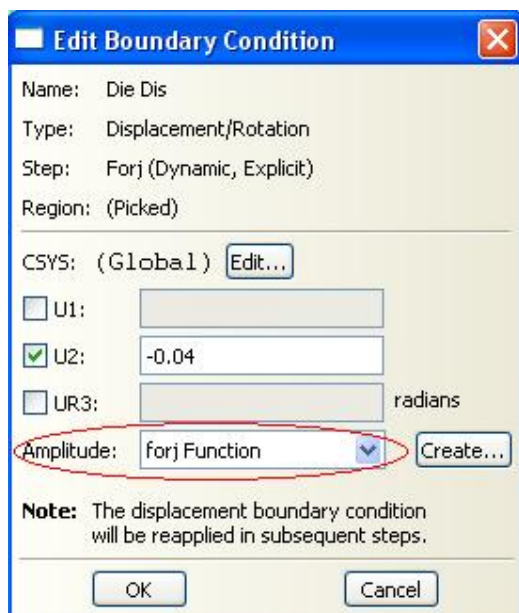 Edit Boundary Condition
Name: Die Dis
Type: Displacement/Rotation
Step: Forj (Dynamic, Explicit)
Region: (Picked)
CSYS: (Global) Edit...
U1:
U2: -0.04
UR3: radians
Amplitude: forj Function Create...
Note: The displacement boundary condition
will be reapplied in subsequent steps.
OK Cancel